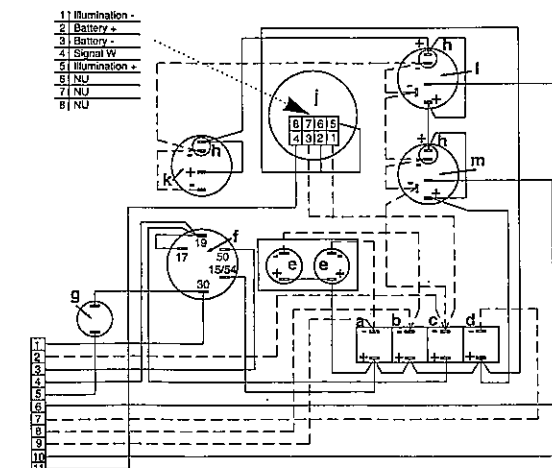 1 Illumination -
2 Battery +
3 Battery -
4 Signal W
5 Illumination +
6 NU
7 NU
8 NU
h
l
j
8 7 6 5
4 3 2 1
h
k
h
m
19
f
17
50
15/54
30
e
e
g
a
b
c
d
1
2
3
4
5
6
7
8
9
10
11